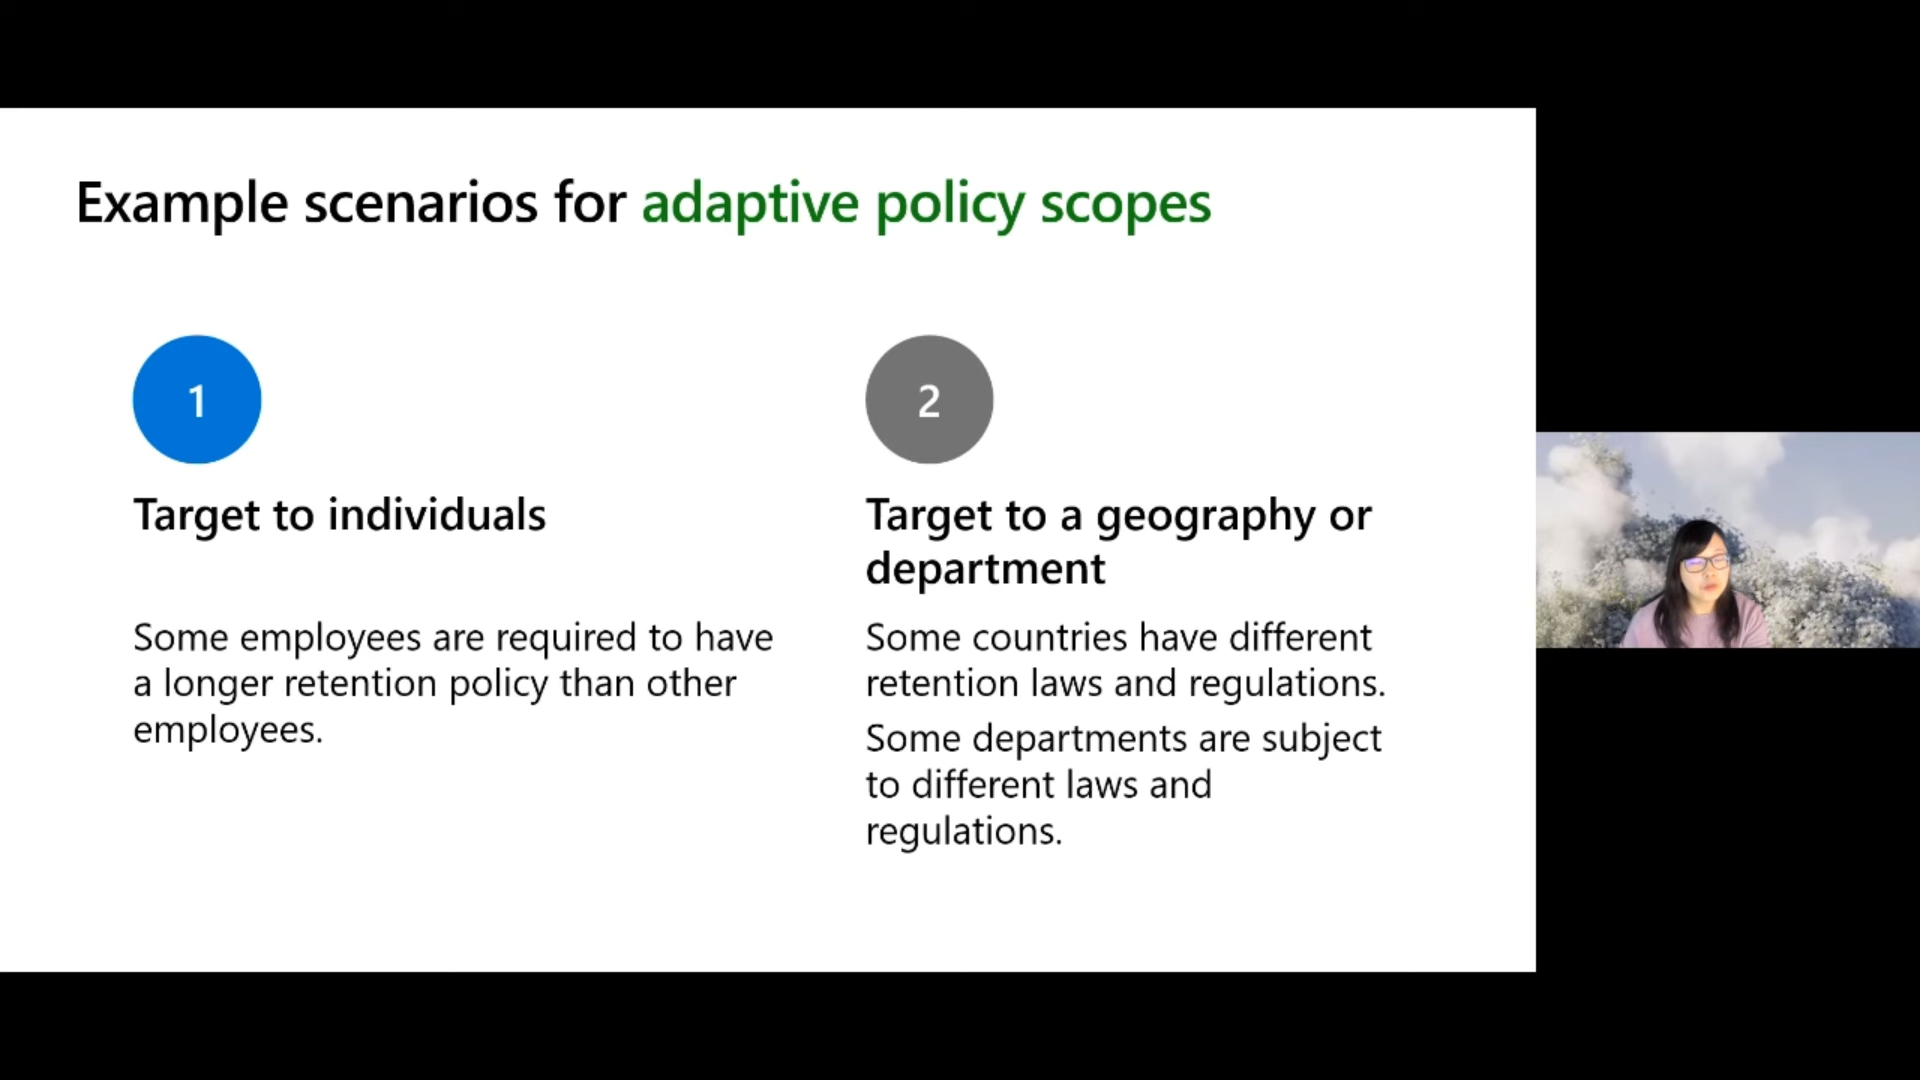 Example scenarios for adaptive policy scopes
1
Target to individuals
Some employees are required to have
a longer retention policy than other
employees.
2
Target to a geography or
department
Some countries have different
retention laws and regulations.
Some departments are subject
to different laws and
regulations.